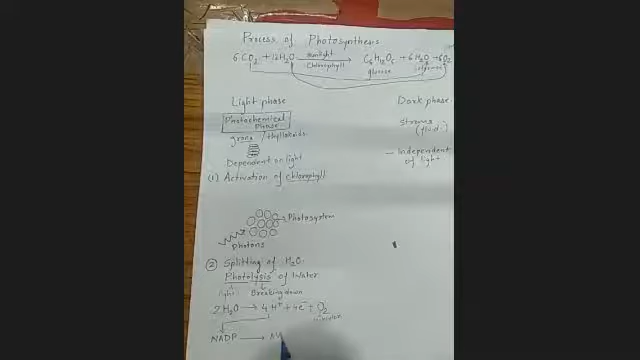 Process of Photosynthesis
6CO2 + 12H2O sunlight Chlorophyll → C6H12O6 + 6H2O + 6O2
glucose
Light phase
Dark phase
Photochemical Phase
stroma (fluid)
grana / thylakoids
Dependent on light
— Independent of light
(1) Activation of chlorophyll
Photosystem
Photons
② Splitting of H2O
Photolysis of Water
light Breaking down
2H2O → 4H+ + 4e- + O2
NADP →